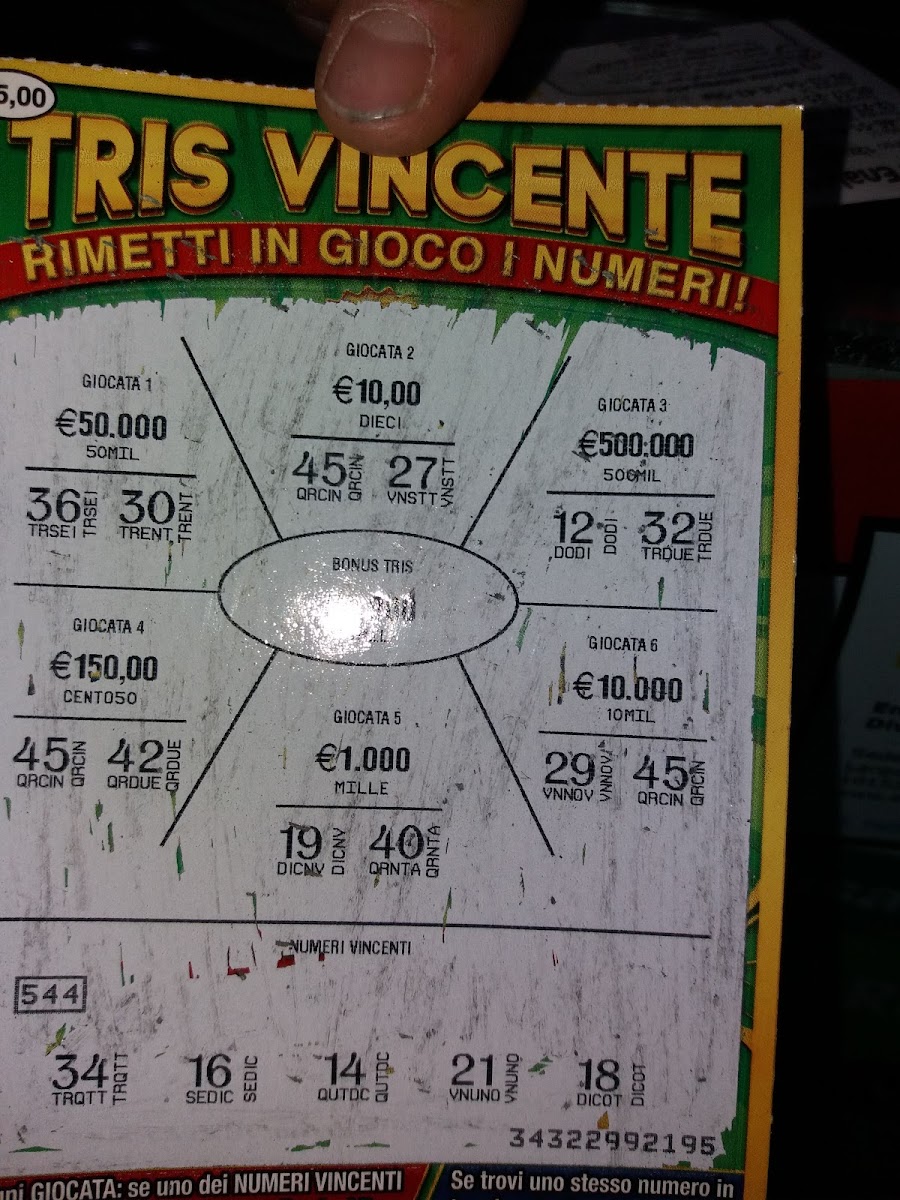 5,00
TRIS VINCENTE
RIMETTI IN GIOCO I NUMERI!
GIOCATA 1
€50.000
50MIL
36 TRSEI 30 TRENT
TRSEI TRENT
GIOCATA 2
€10,00
DIECI
45 QRCIN 27 VNSTT
QRCIN VNSTT
GIOCATA 3
€500.000
500MIL
12 DODI 32 TRDUE
DODI TRDUE
BONUS TRIS
GIOCATA 4
€150,00
CENTO50
45 QRCIN 42 QRDUE
QRCIN QRDUE
GIOCATA 5
€1.000
MILLE
19 DICNV 40 QRNTA
DICNV QRNTA
GIOCATA 6
€10.000
10MIL
29 VNNOV 45 QRCIN
VNNOV QRCIN
NUMERI VINCENTI
544
34 TRQTT 16 SEDIC 14 QUTDC 21 VNUNO 18 DICOT
TRQTT SEDIC QUTDC VNUNO DICOT
34322992195
GIOCATA: se uno dei NUMERI VINCENTI
Se trovi uno stesso numero in